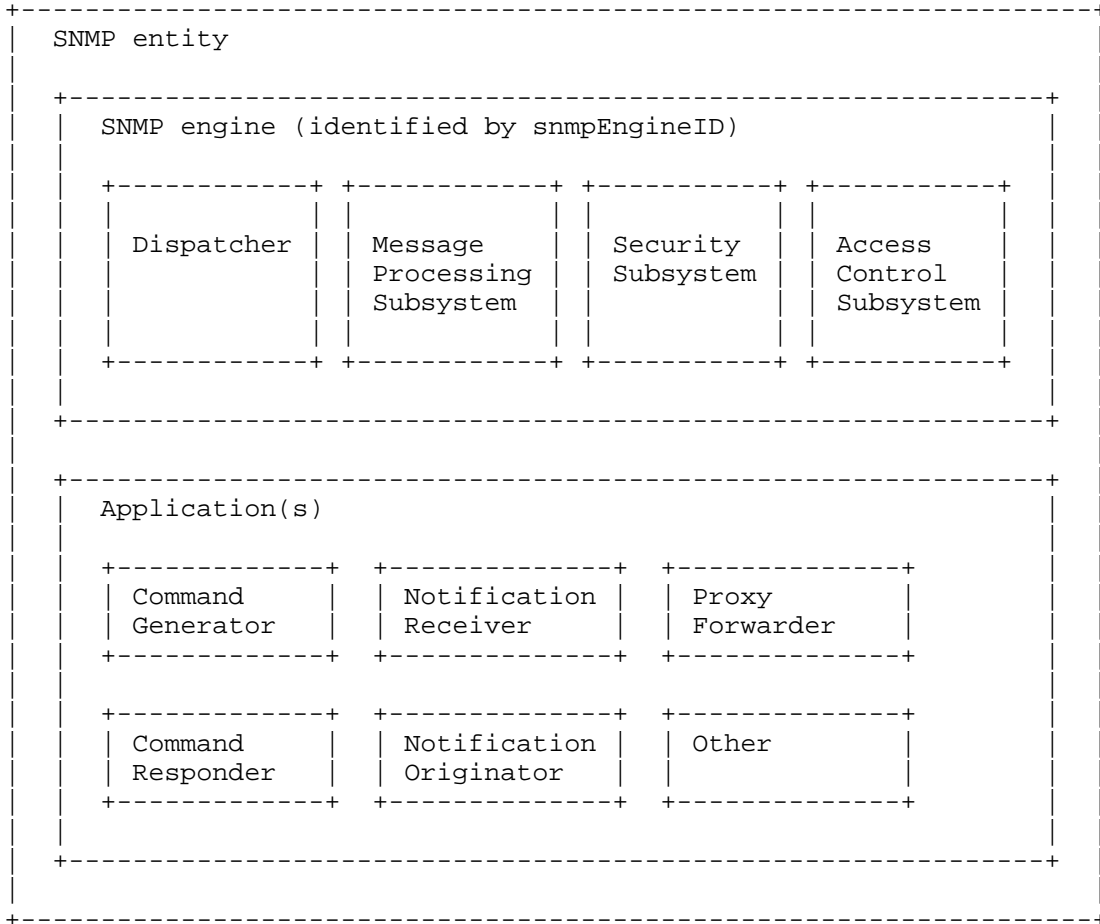 SNMP entity
SNMP engine (identified by snmpEngineID)
Dispatcher Message Security Access
Processing Subsystem Control
Subsystem Subsystem
Application(s)
Command Notification Proxy
Generator Receiver Forwarder
Command Notification Other
Responder Originator